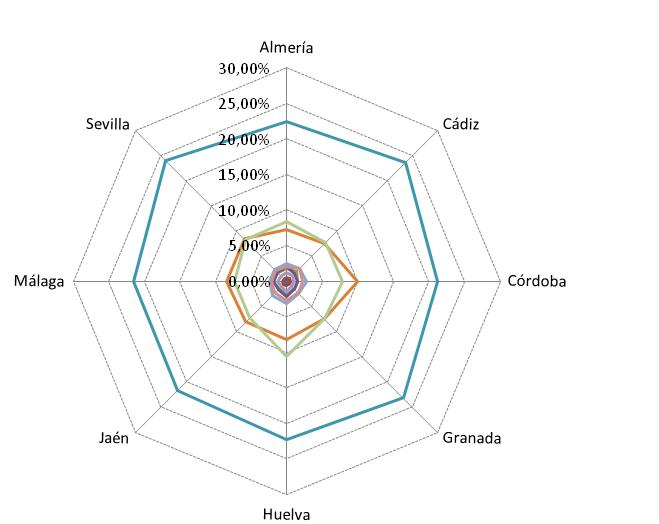 Almería
30,00%
Sevilla
Cádiz
25,00%
20,00%
15,00%
10,00%
5,00%
Málaga
0,00%
Córdoba
Jaén
Granada
Huelva